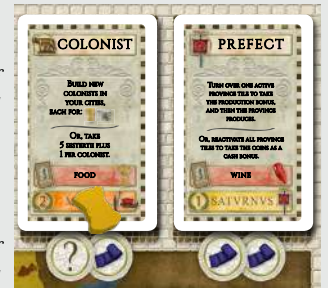 COLONIST
BUILD NEW
COLONISTS IN
YOUR CITIES,
EACH FOR:
OR, TAKE
5 SESTERTII PLUS
1 PER COLONIST.
FOOD
2
?
PREFECT
TURN OVER ONE ACTIVE
PROVINCE TILE TO TAKE
THE PRODUCTION BONUS,
AND THEN THE PROVINCE
PRODUCES.
OR, REACTIVATE ALL PROVINCE
TILES TO TAKE THE COINS AS A
CASH BONUS.
WINE
1 SATVRNVS